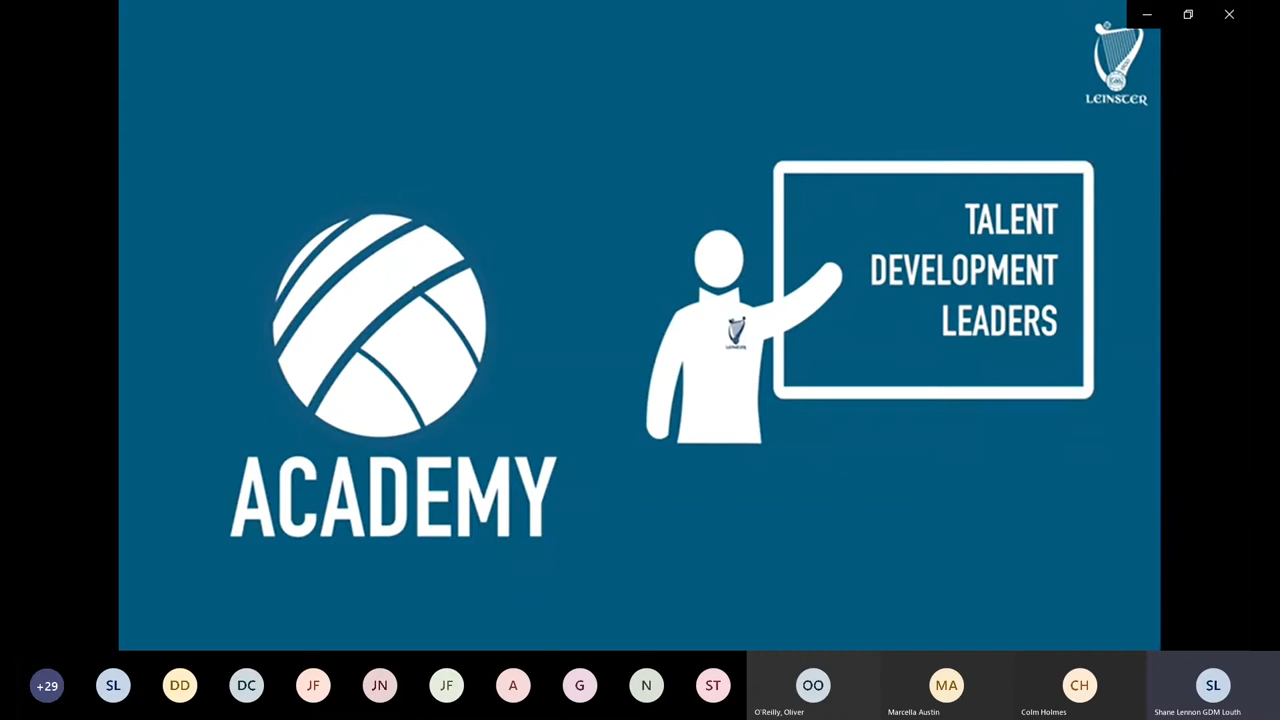 LEINSTER
TALENT
DEVELOPMENT
LEADERS
LEINSTER
ACADEMY
+29
SL
DD
DC
JF
JN
JF
A
G
N
ST
OO
MA
CH
SL
O'Reilly, Oliver
Marcella Austin
Colm Holmes
Shane Lennon GDM Louth